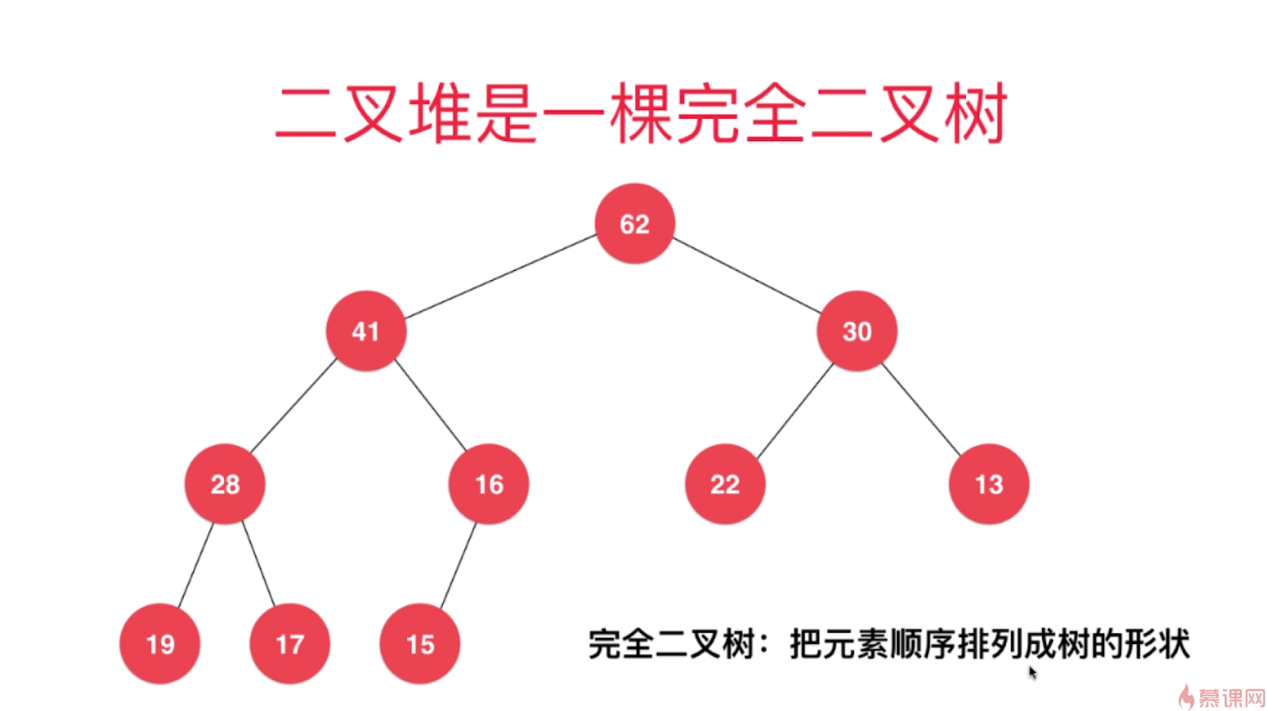 二叉堆是一棵完全二叉树
62
41 30
28 16 22 13
19 17 15
完全二叉树：把元素顺序排列成树的形状
慕课网